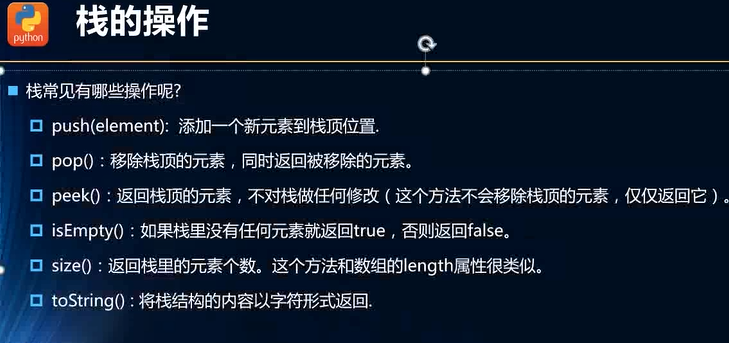 python
栈的操作
栈常见有哪些操作呢?
push(element): 添加一个新元素到栈顶位置.
pop()：移除栈顶的元素，同时返回被移除的元素。
peek()：返回栈顶的元素，不对栈做任何修改（这个方法不会移除栈顶的元素，仅仅返回它）。
isEmpty()：如果栈里没有任何元素就返回true，否则返回false。
size()：返回栈里的元素个数。这个方法和数组的length属性很类似。
toString()：将栈结构的内容以字符形式返回.